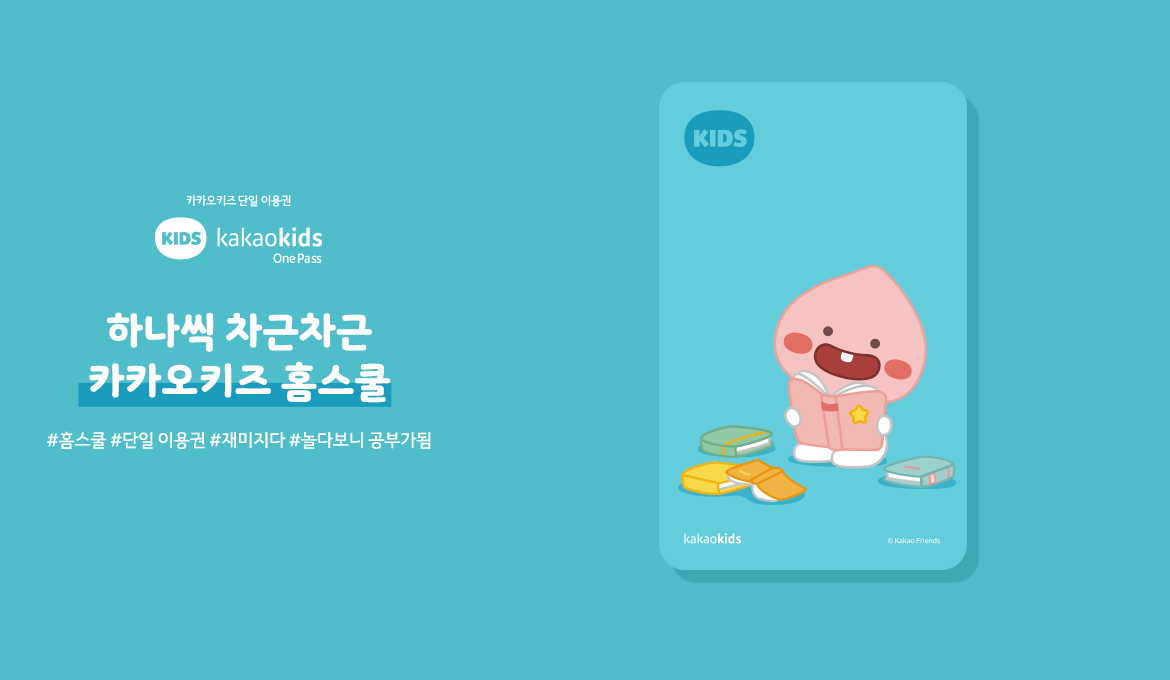 카카오키즈 단일 이용권
KIDS kakaokids
One Pass
하나씩 차근차근
카카오키즈 홈스쿨
#홈스쿨 #단일 이용권 #재미지다 #놀다보니 공부가됨
KIDS
kakaokids
© Kakao Friends